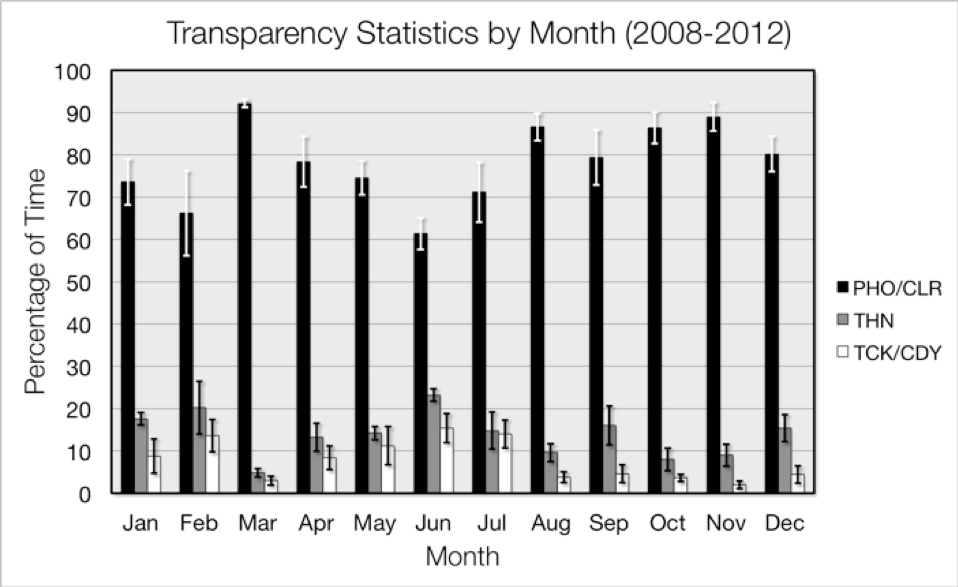 Transparency Statistics by Month (2008-2012)
100
90
80
70
60
50
40
30
20
10
0
Percentage of Time
Jan Feb Mar Apr May Jun Jul Aug Sep Oct Nov Dec
Month
PHO/CLR
THN
TCK/CDY